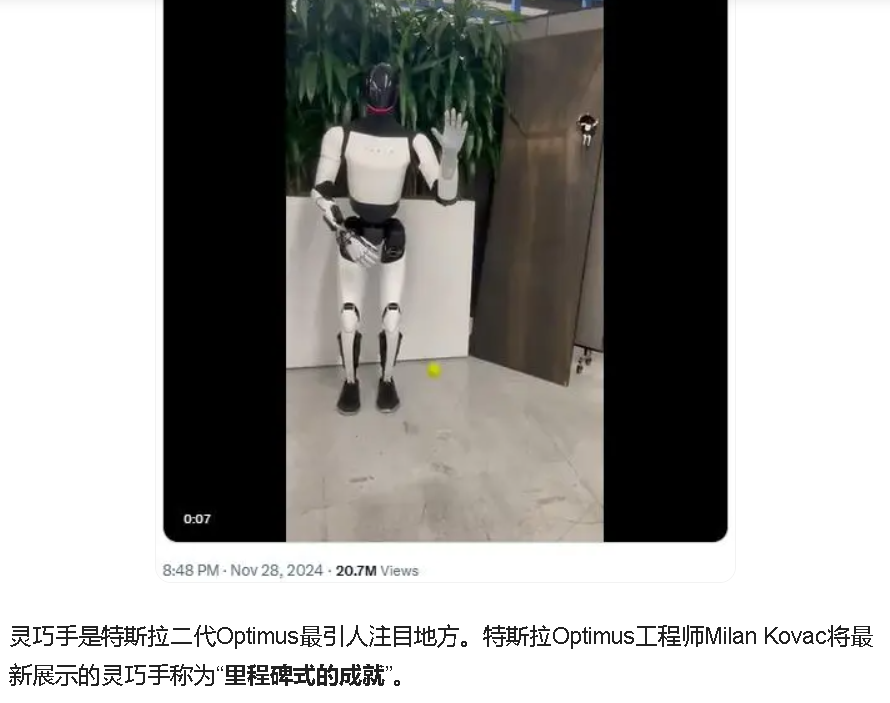 0:07
8:48 PM · Nov 28, 2024 · 20.7M Views
灵巧手是特斯拉二代Optimus最引人注目地方。特斯拉Optimus工程师Milan Kovac将最
新展示的灵巧手称为“里程碑式的成就”。